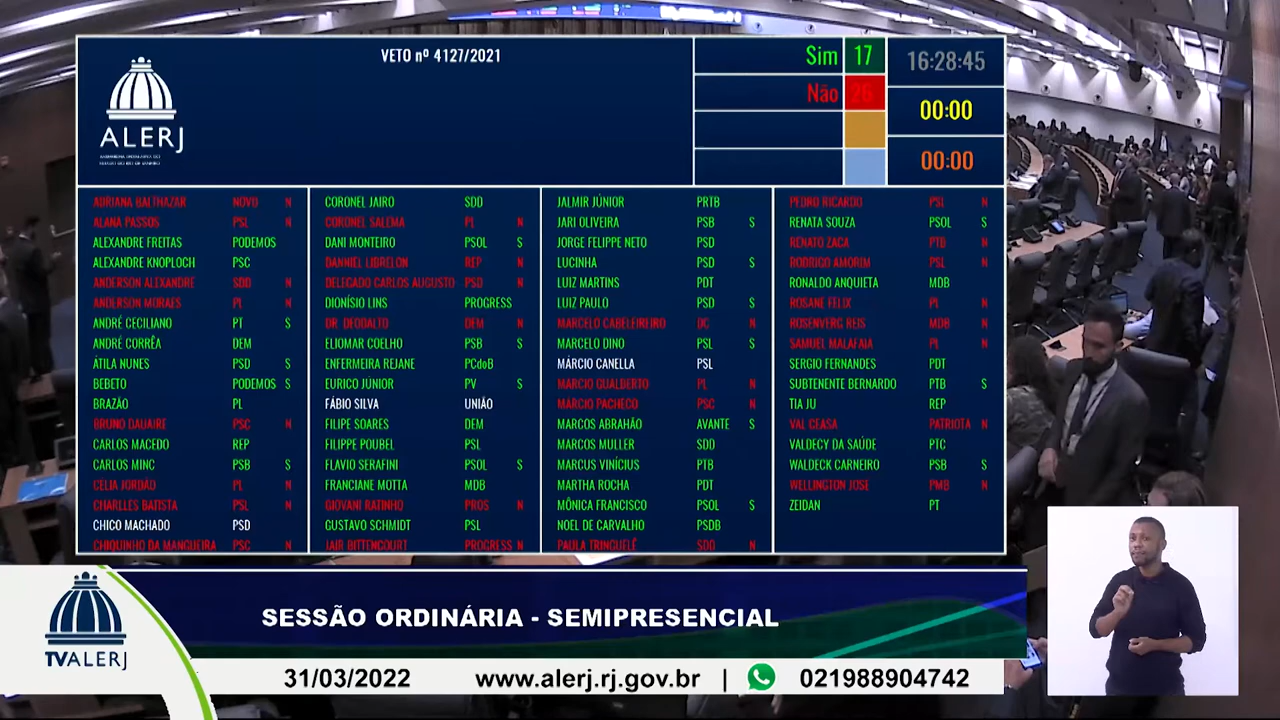 VETO nº 4127/2021
ALERJ
Sim 17
Não 26
16:28:45
00:00
00:00
ADRIANA BALTHAZAR NOVO N
ALANA PASSOS PSL N
ALEXANDRE FREITAS PODEMOS
ALEXANDRE KNOPLOCH PSC
ANDERSON ALEXANDRE SDD N
ANDERSON MORAES PL N
ANDRÉ CECILIANO PT S
ANDRÉ CORRÊA DEM
ÁTILA NUNES PSD S
BEBETO PODEMOS S
BRAZÃO PL
BRUNO DAUAIRE PSC N
CARLOS MACEDO REP
CARLOS MINC PSB S
CELIA JORDÃO PL N
CHARLLES BATISTA PSL N
CHICO MACHADO PSD
CHIQUINHO DA MANGUEIRA PSC N
CORONEL JAIRO SDD
CORONEL SALEMA PL N
DANI MONTEIRO PSOL S
DANNIEL LIBRELON REP N
DELEGADO CARLOS AUGUSTO PSD N
DIONÍSIO LINS PROGRESS
DR. DEODALTO DEM N
ELIOMAR COELHO PSB S
ENFERMEIRA REJANE PCdoB
EURICO JÚNIOR PV S
FÁBIO SILVA UNIÃO
FILIPE SOARES DEM
FILIPPE POUBEL PSL
FLAVIO SERAFINI PSOL S
FRANCIANE MOTTA MDB
GIOVANI RATINHO PROS N
GUSTAVO SCHMIDT PSL
JAIR BITTENCOURT PROGRESS N
JALMIR JÚNIOR PRTB
JARI OLIVEIRA PSB S
JORGE FELIPPE NETO PSD
LUCINHA PSD S
LUIZ MARTINS PDT
LUIZ PAULO PSD S
MARCELO CABELEIREIRO DC N
MARCELO DINO PSL S
MÁRCIO CANELLA PSL
MARCIO GUALBERTO PL N
MÁRCIO PACHECO PSC N
MARCOS ABRAHÃO AVANTE S
MARCOS MULLER SDD
MARCUS VINÍCIUS PTB
MARTHA ROCHA PDT
MÔNICA FRANCISCO PSOL S
NOEL DE CARVALHO PSDB
PAULA TRINGUELÊ SDD N
PEDRO RICARDO PSL N
RENATA SOUZA PSOL S
RENATO ZACA PTB N
RODRIGO AMORIM PSL N
RONALDO ANQUIETA MDB
ROSANE FELIX PL N
ROSENVERG REIS MDB N
SAMUEL MALAFAIA PL N
SERGIO FERNANDES PDT
SUBTENENTE BERNARDO PTB S
TIA JU REP
VAL CEASA PATRIOTA N
VALDECY DA SAÚDE PTC
WALDECK CARNEIRO PSB S
WELLINGTON JOSE PMB N
ZEIDAN PT
SESSÃO ORDINÁRIA - SEMIPRESENCIAL
TVALERJ
31/03/2022 www.alerj.rj.gov.br | 021988904742